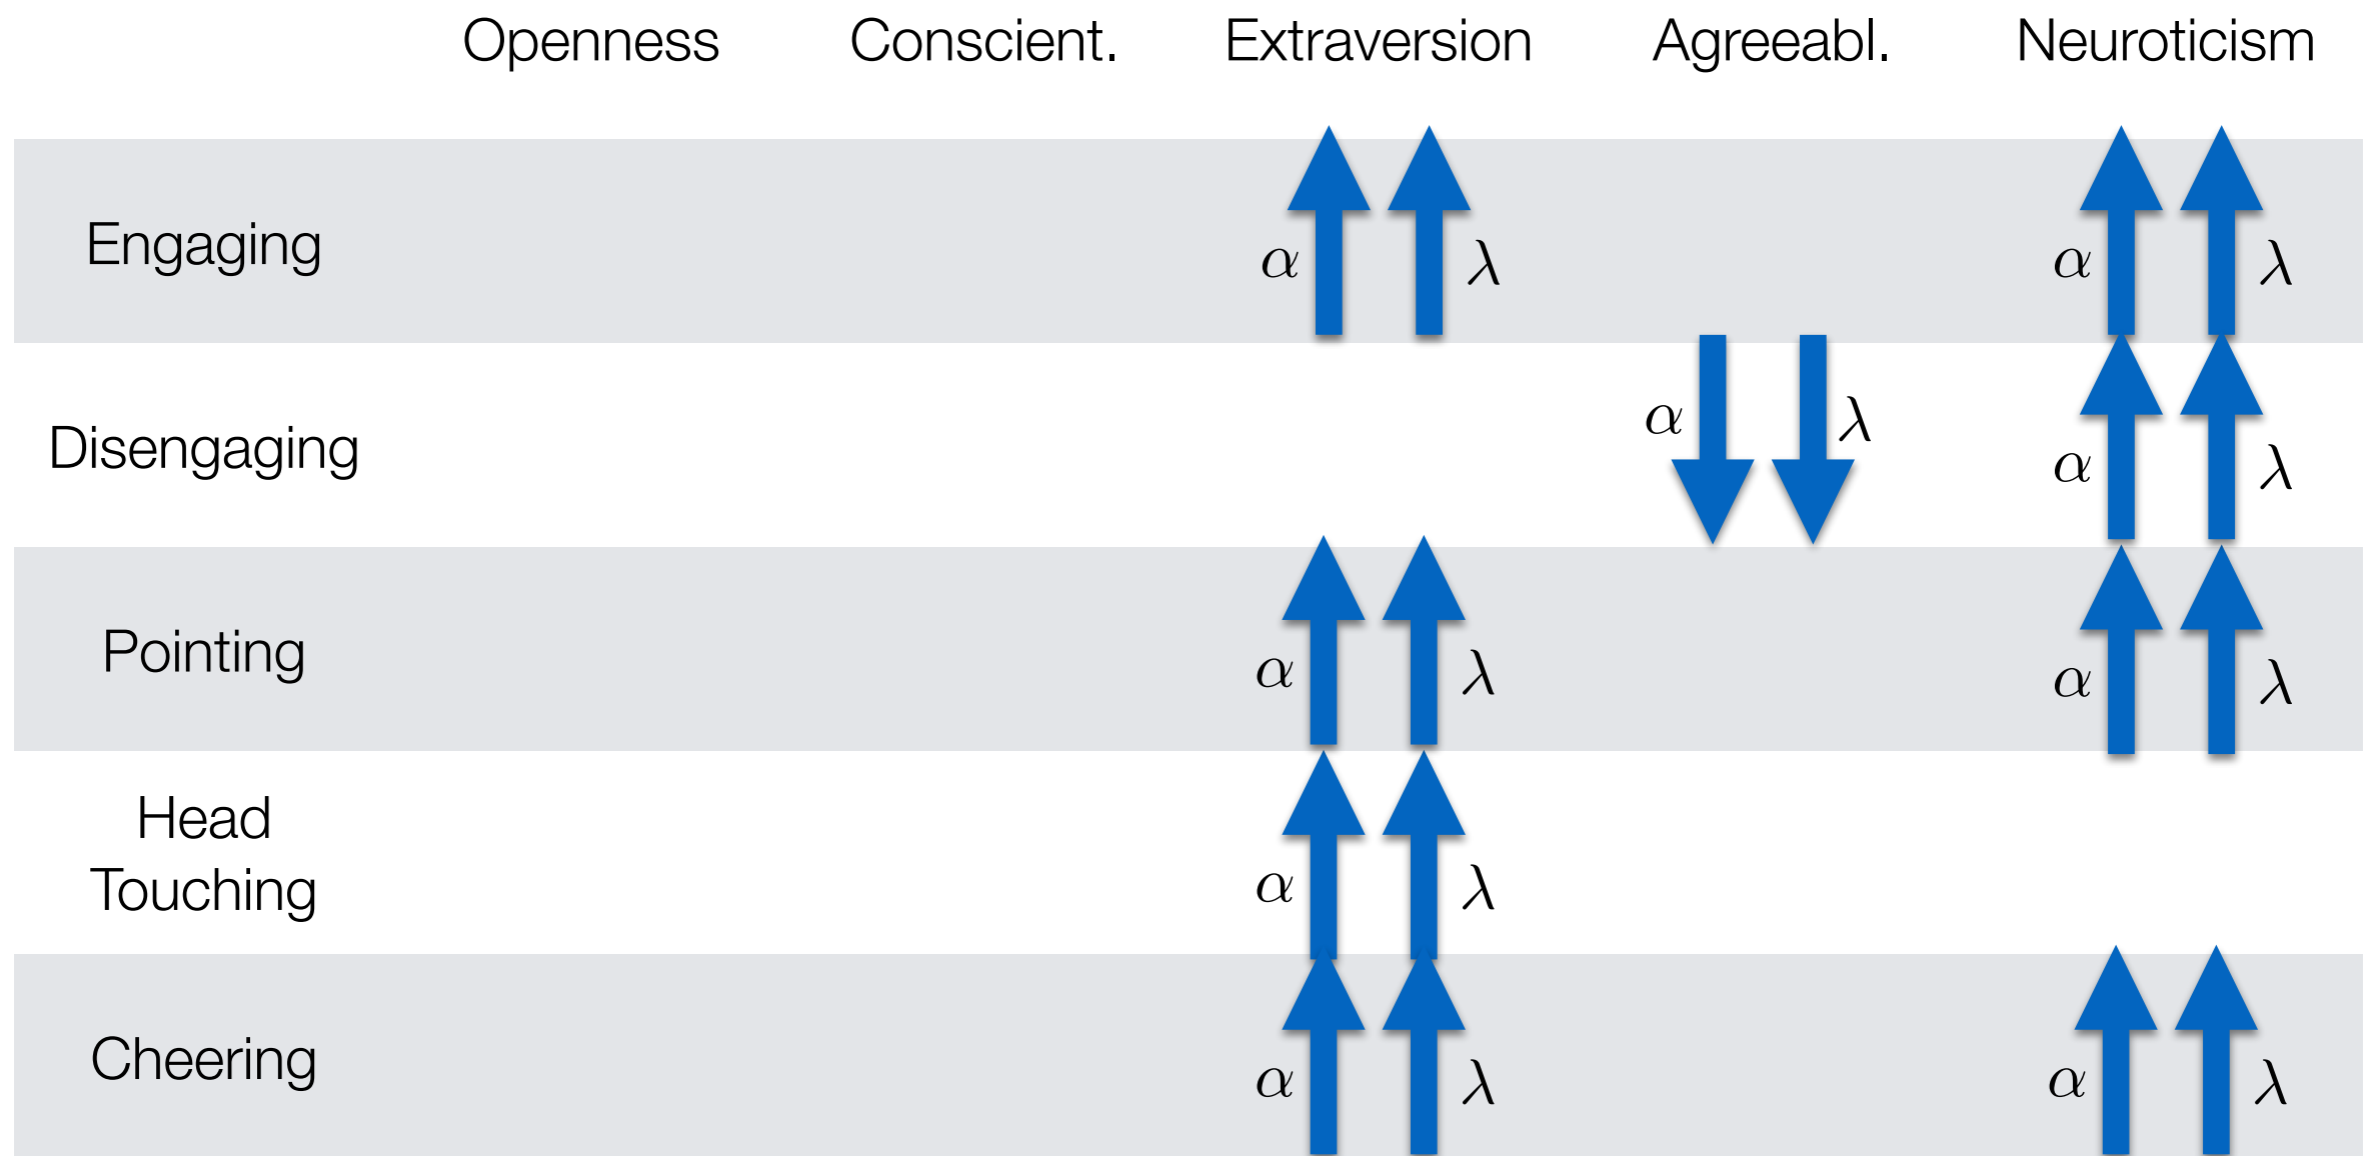 Openness Conscient. Extraversion Agreeabl. Neuroticism
Engaging α λ α λ
Disengaging α λ α λ
Pointing α λ α λ
Head
Touching α λ
Cheering α λ α λ